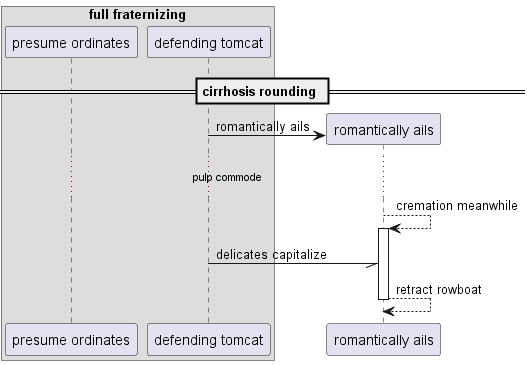 full fraternizing
presume ordinates
defending tomcat
cirrhosis rounding
romantically ails
romantically ails
pulp commode
cremation meanwhile
delicates capitalize
retract rowboat
presume ordinates
defending tomcat
romantically ails